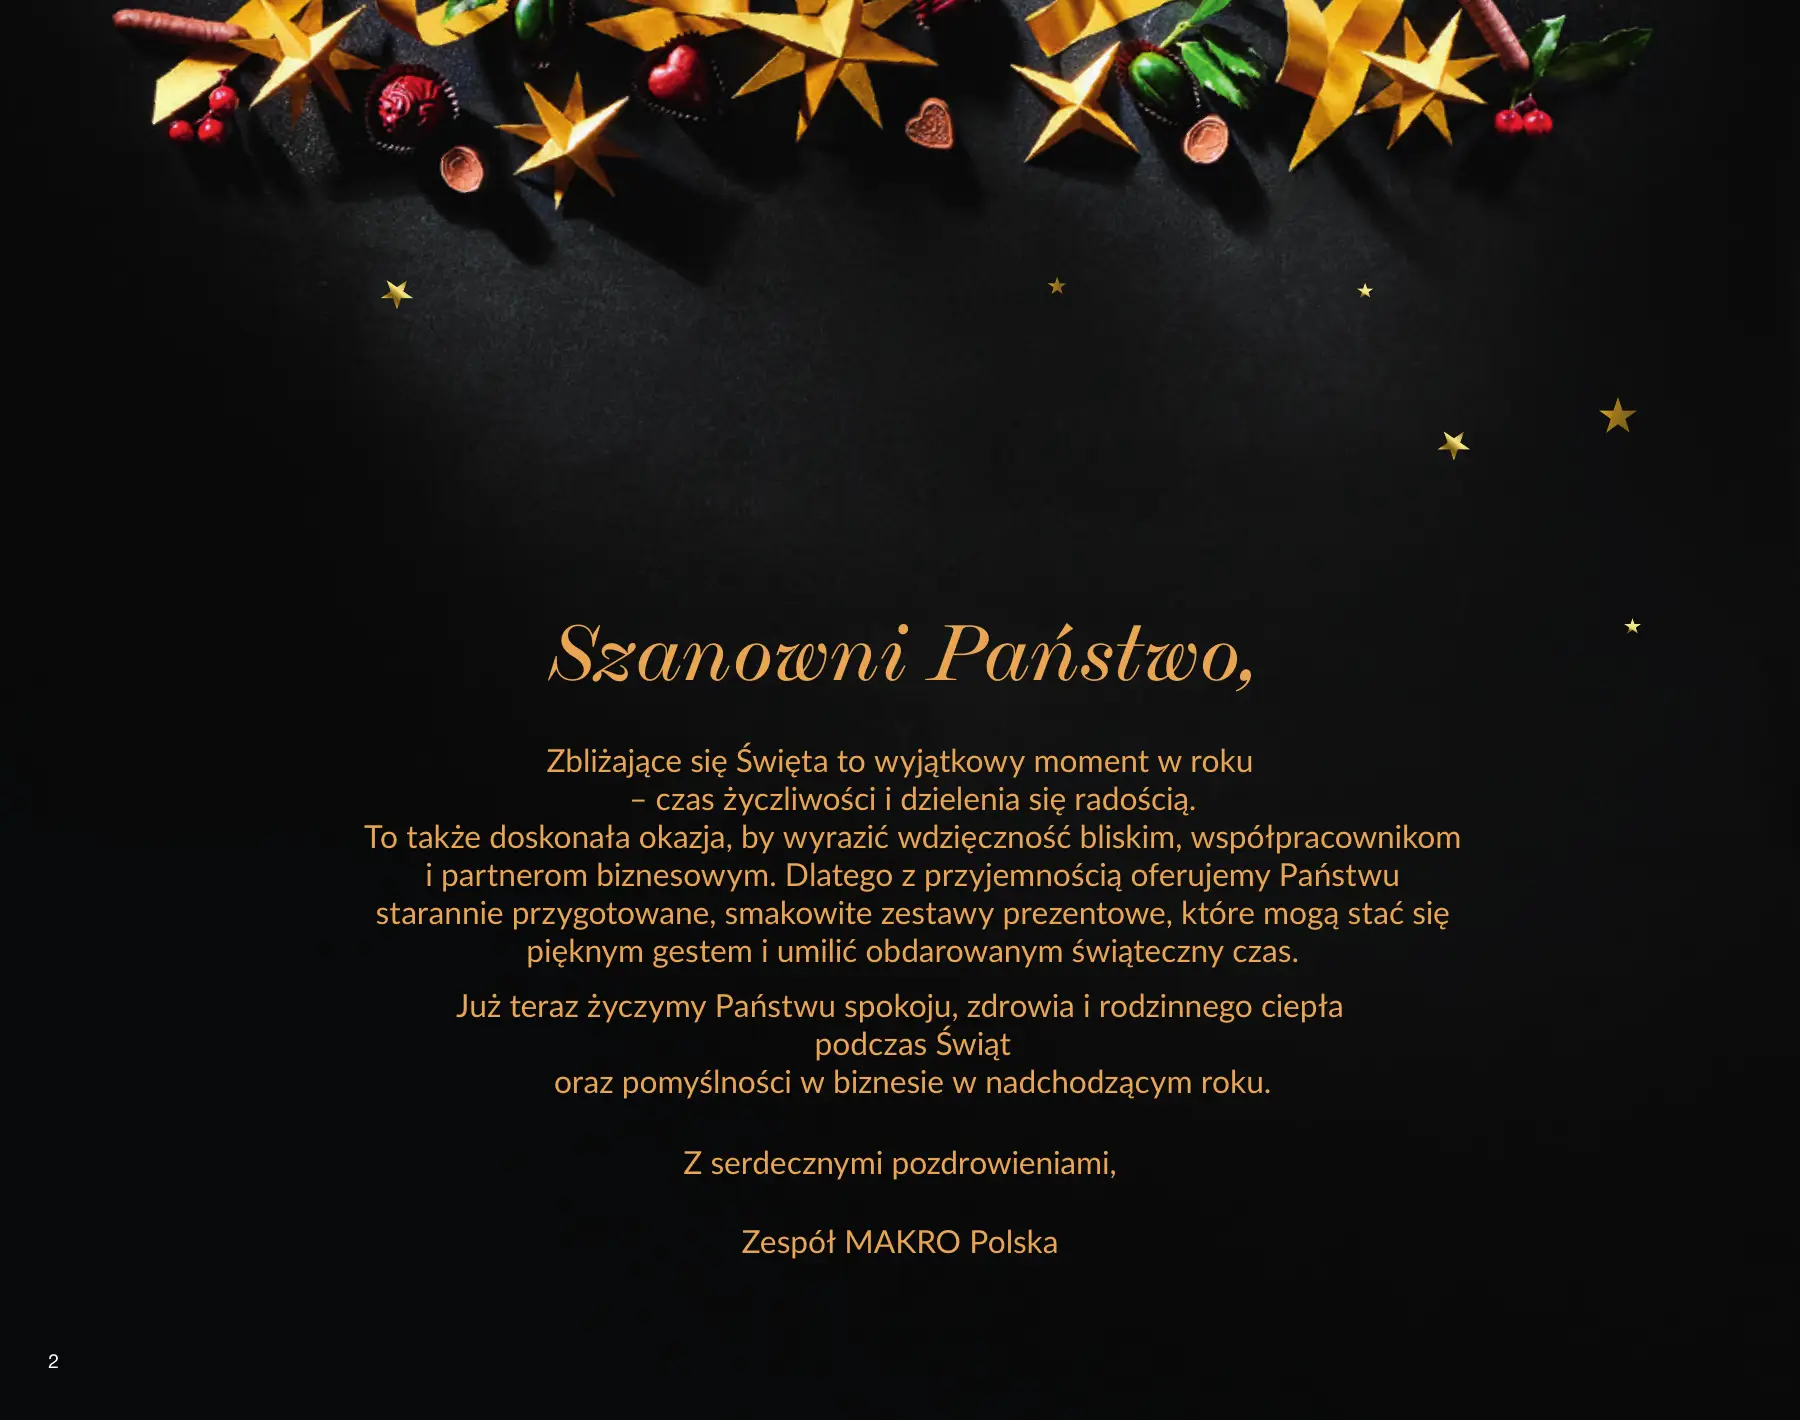 Szanowni Państwo,
Zbliżające się Święta to wyjątkowy moment w roku
– czas życzliwości i dzielenia się radością.
To także doskonała okazja, by wyrazić wdzięczność bliskim, współpracownikom
i partnerom biznesowym. Dlatego z przyjemnością oferujemy Państwu
starannie przygotowane, smakowite zestawy prezentowe, które mogą stać się
pięknym gestem i umilić obdarowanym świąteczny czas.
Już teraz życzymy Państwu spokoju, zdrowia i rodzinnego ciepła
podczas Świąt
oraz pomyślności w biznesie w nadchodzącym roku.
Z serdecznymi pozdrowieniami,
Zespół MAKRO Polska
2